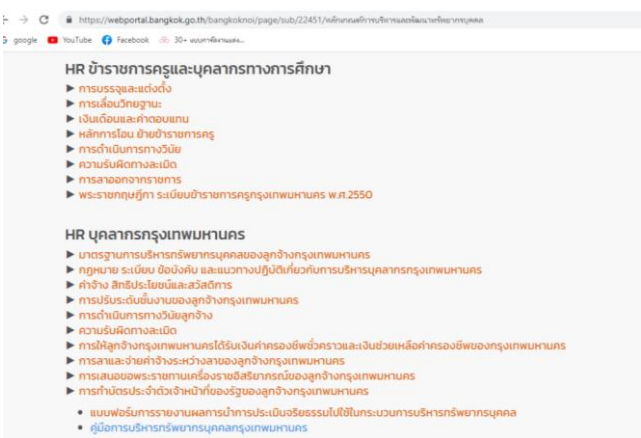 https://webportal.bangkok.go.th/bangkoknoi/page/sub/22451/หลักเกณฑ์การบริหารและพัฒนาทรัพยากรบุคคล
google YouTube Facebook 30+
HR ข้าราชการครูและบุคลากรทางการศึกษา
► การบรรจุและแต่งตั้ง
► การเลื่อนวิทยฐานะ
► เงินเดือนและค่าตอบแทน
► หลักการโอน ย้ายข้าราชการครู
► การดำเนินการทางวินัย
► ความรับผิดทางละเมิด
► การลาออกจากราชการ
► พระราชกฤษฎีกา ระเบียบข้าราชการครูกรุงเทพมหานคร พ.ศ.2550
HR บุคลากรกรุงเทพมหานคร
► มาตรฐานการบริหารทรัพยากรบุคคลของลูกจ้างกรุงเทพมหานคร
► กฎหมาย ระเบียบ ข้อบังคับ และแนวทางปฏิบัติเกี่ยวกับการบริหารบุคลากรกรุงเทพมหานคร
► ค่าจ้าง สิทธิประโยชน์และสวัสดิการ
► การปรับระดับชั้นงานของลูกจ้างกรุงเทพมหานคร
► การดำเนินการทางวินัยลูกจ้าง
► ความรับผิดทางละเมิด
► การให้ลูกจ้างกรุงเทพมหานครได้รับเงินค่าครองชีพชั่วคราวและเงินช่วยเหลือค่าครองชีพของกรุงเทพมหานคร
► การลาและจ่ายค่าจ้างระหว่างลาของลูกจ้างกรุงเทพมหานคร
► การเสนอขอพระราชทานเครื่องราชอิสริยาภรณ์ของลูกจ้างกรุงเทพมหานคร
► การทำบัตรประจำตัวเจ้าหน้าที่ของรัฐของลูกจ้างกรุงเทพมหานคร
• แบบฟอร์มการรายงานผลการนำการประเมินจริยธรรมไปใช้ในกระบวนการบริหารทรัพยากรบุคคล
• คู่มือการบริหารทรัพยากรบุคคลกรุงเทพมหานคร